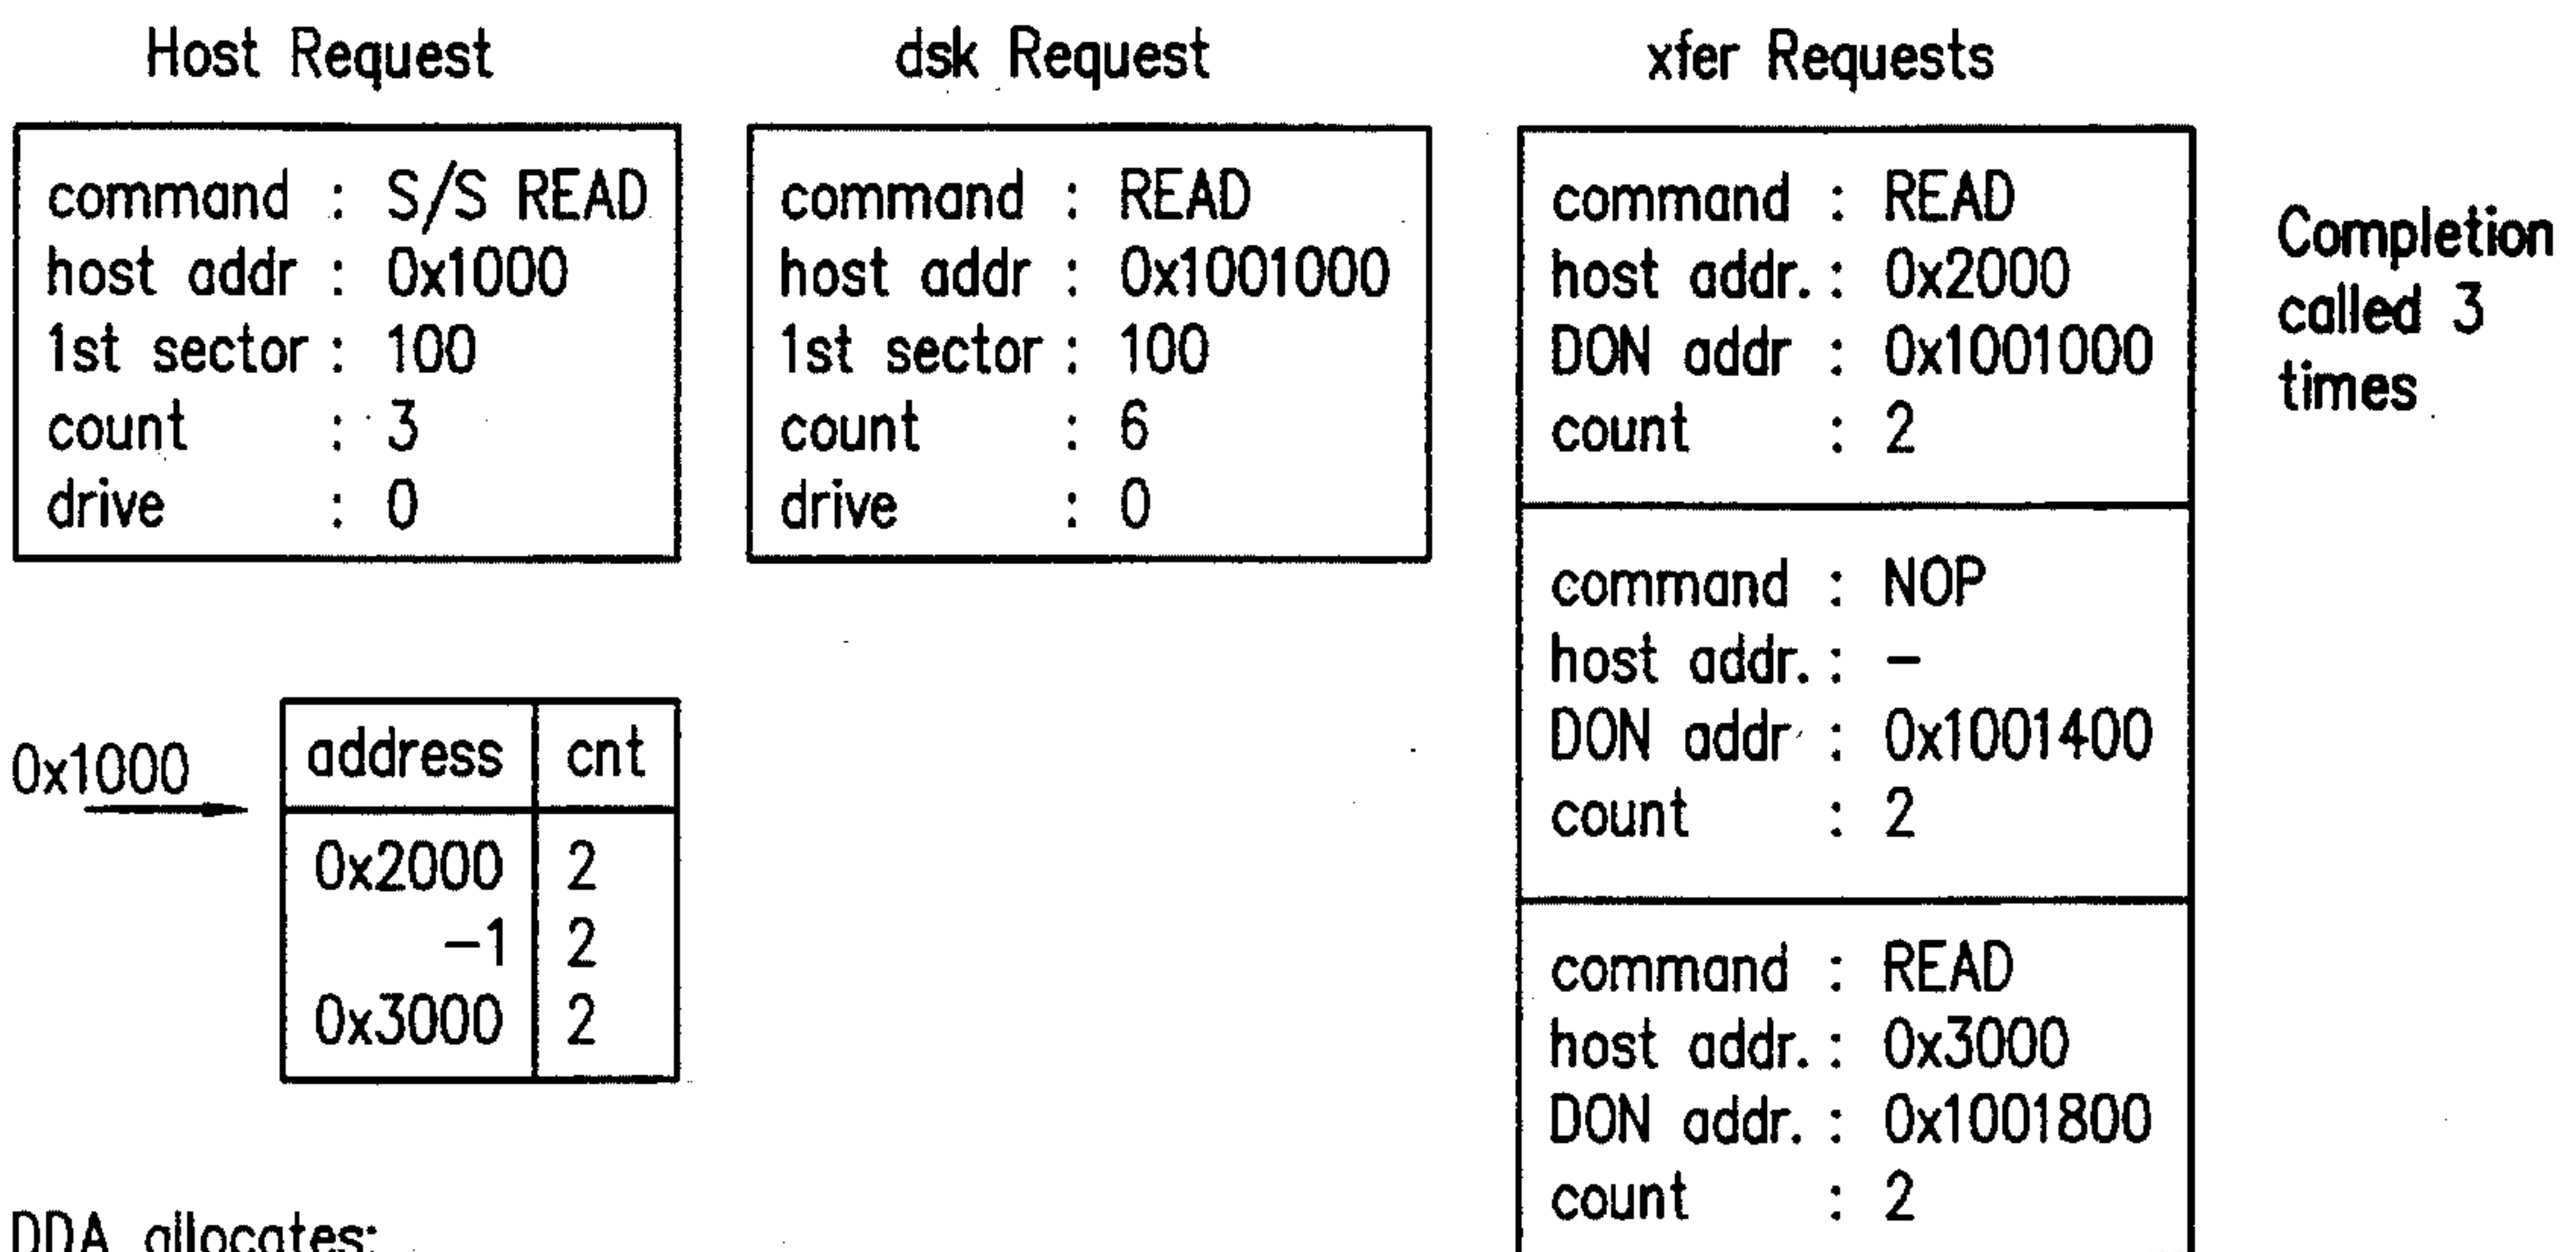 Host Request
command : S/S READ
host addr : 0x1000
1st sector : 100
count : 3
drive : 0
0x1000
address cnt
0x2000 2
-1 2
0x3000 2
DDA allocates:
dsk Request
command : READ
host addr : 0x1001000
1st sector : 100
count : 6
drive : 0
xfer Requests
command : READ
host addr. : 0x2000
DON addr : 0x1001000
count : 2
command : NOP
host addr. : –
DON addr : 0x1001400
count : 2
command : READ
host addr. : 0x3000
DON addr. : 0x1001800
count : 2
Completion
called 3
times